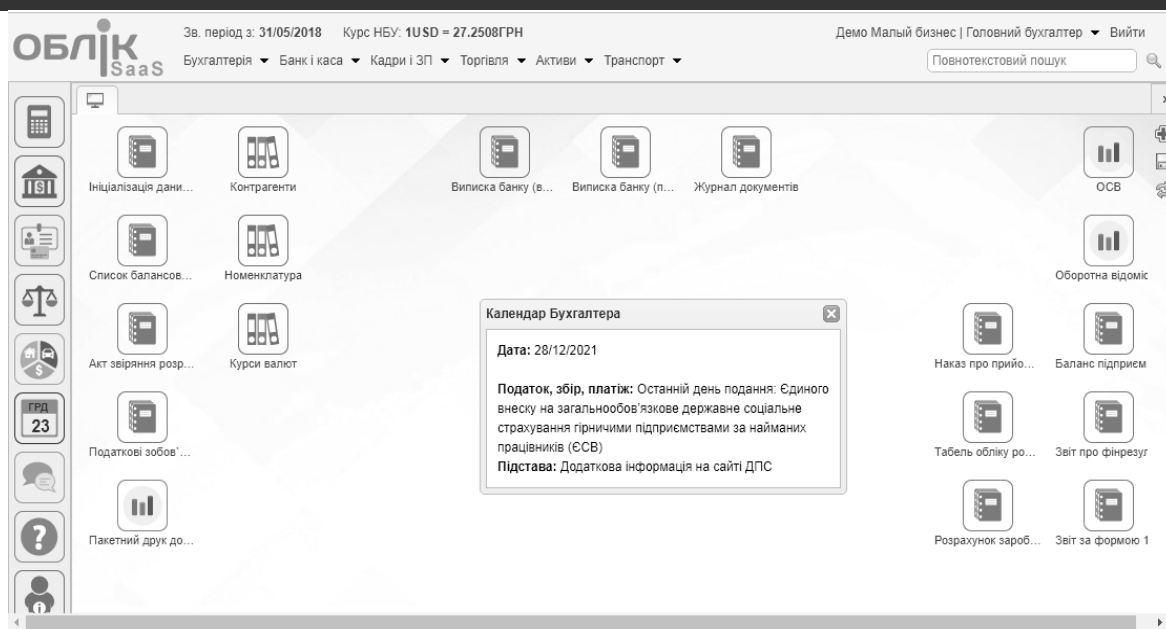 ОБЛІК SaaS
Зв. період з: 31/05/2018 Курс НБУ: 1USD = 27.2508ГРН
Демо Малый бизнес | Головний бухгалтер Вийти
Бухгалтерія Банк і каса Кадри і ЗП Торгівля Активи Транспорт
Повнотекстовий пошук
Ініціалізація дани...
Контрагенти
Виписка банку (в...
Виписка банку (п...
Журнал документів
ОСВ
Список балансов...
Номенклатура
Оборотна відоміс
Акт звіряння розр...
Курси валют
Наказ про прийо...
Баланс підприєм
Календар Бухгалтера
Дата: 28/12/2021
Податок, збір, платіж: Останній день подання: Єдиного
внеску на загальнообов'язкове державне соціальне
страхування гірничими підприємствами за найманих
працівників (ЄСВ)
Підстава: Додаткова інформація на сайті ДПС
ГРД
23
Податкові зобов'...
Табель обліку ро...
Звіт про фінрезул
Пакетний друк до...
Розрахунок зароб...
Звіт за формою 1